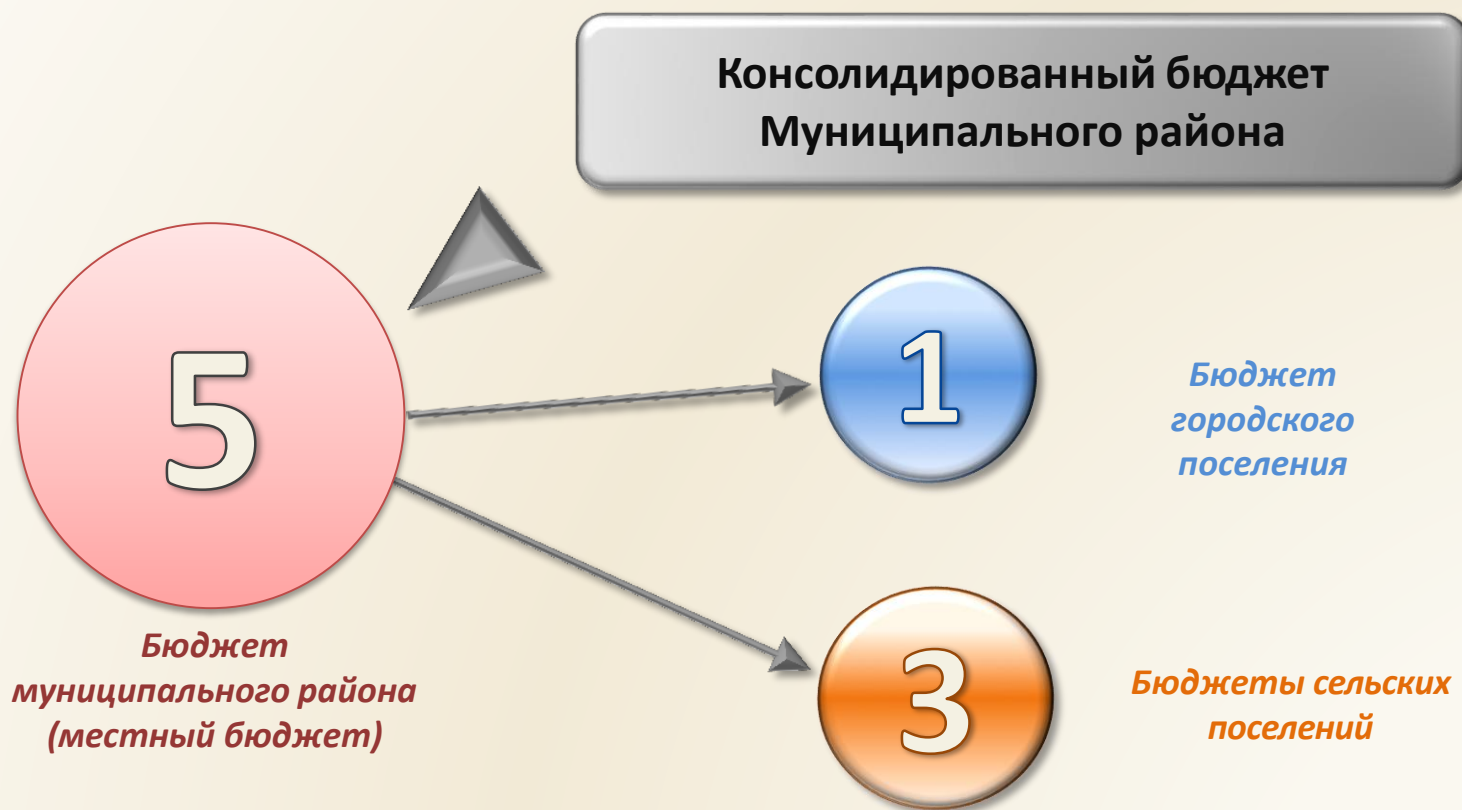 Консолидированный бюджет
Муниципального района
5
Бюджет
муниципального района
(местный бюджет)
1
Бюджет
городского
поселения
3
Бюджеты сельских
поселений